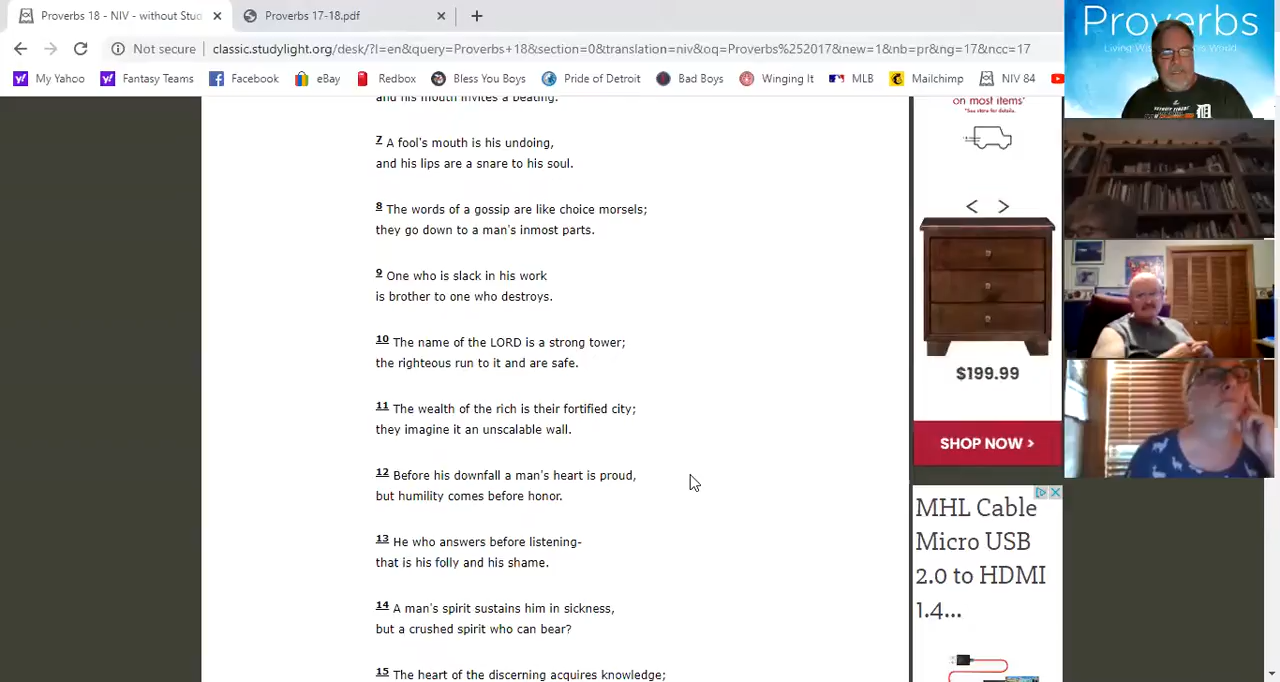 Proverbs 18 - NIV - without Stud
Proverbs 17-18.pdf
Not secure
classic.studylight.org/desk/?l=en&query=Proverbs+18&section=0&translation=niv&oq=Proverbs%252017&new=1&nb=pr&ng=17&ncc=17
My Yahoo
Fantasy Teams
Facebook
eBay
Redbox
Bless You Boys
Pride of Detroit
Bad Boys
Winging It
MLB
Mailchimp
NIV 84
Proverbs
and his mouth invites a beating.
7 A fool's mouth is his undoing,
and his lips are a snare to his soul.
8 The words of a gossip are like choice morsels;
they go down to a man's inmost parts.
9 One who is slack in his work
is brother to one who destroys.
10 The name of the LORD is a strong tower;
the righteous run to it and are safe.
11 The wealth of the rich is their fortified city;
they imagine it an unscalable wall.
12 Before his downfall a man's heart is proud,
but humility comes before honor.
13 He who answers before listening-
that is his folly and his shame.
14 A man's spirit sustains him in sickness,
but a crushed spirit who can bear?
15 The heart of the discerning acquires knowledge;
on most items*
*See store for details.
$199.99
SHOP NOW >
MHL Cable
Micro USB
2.0 to HDMI
1.4...